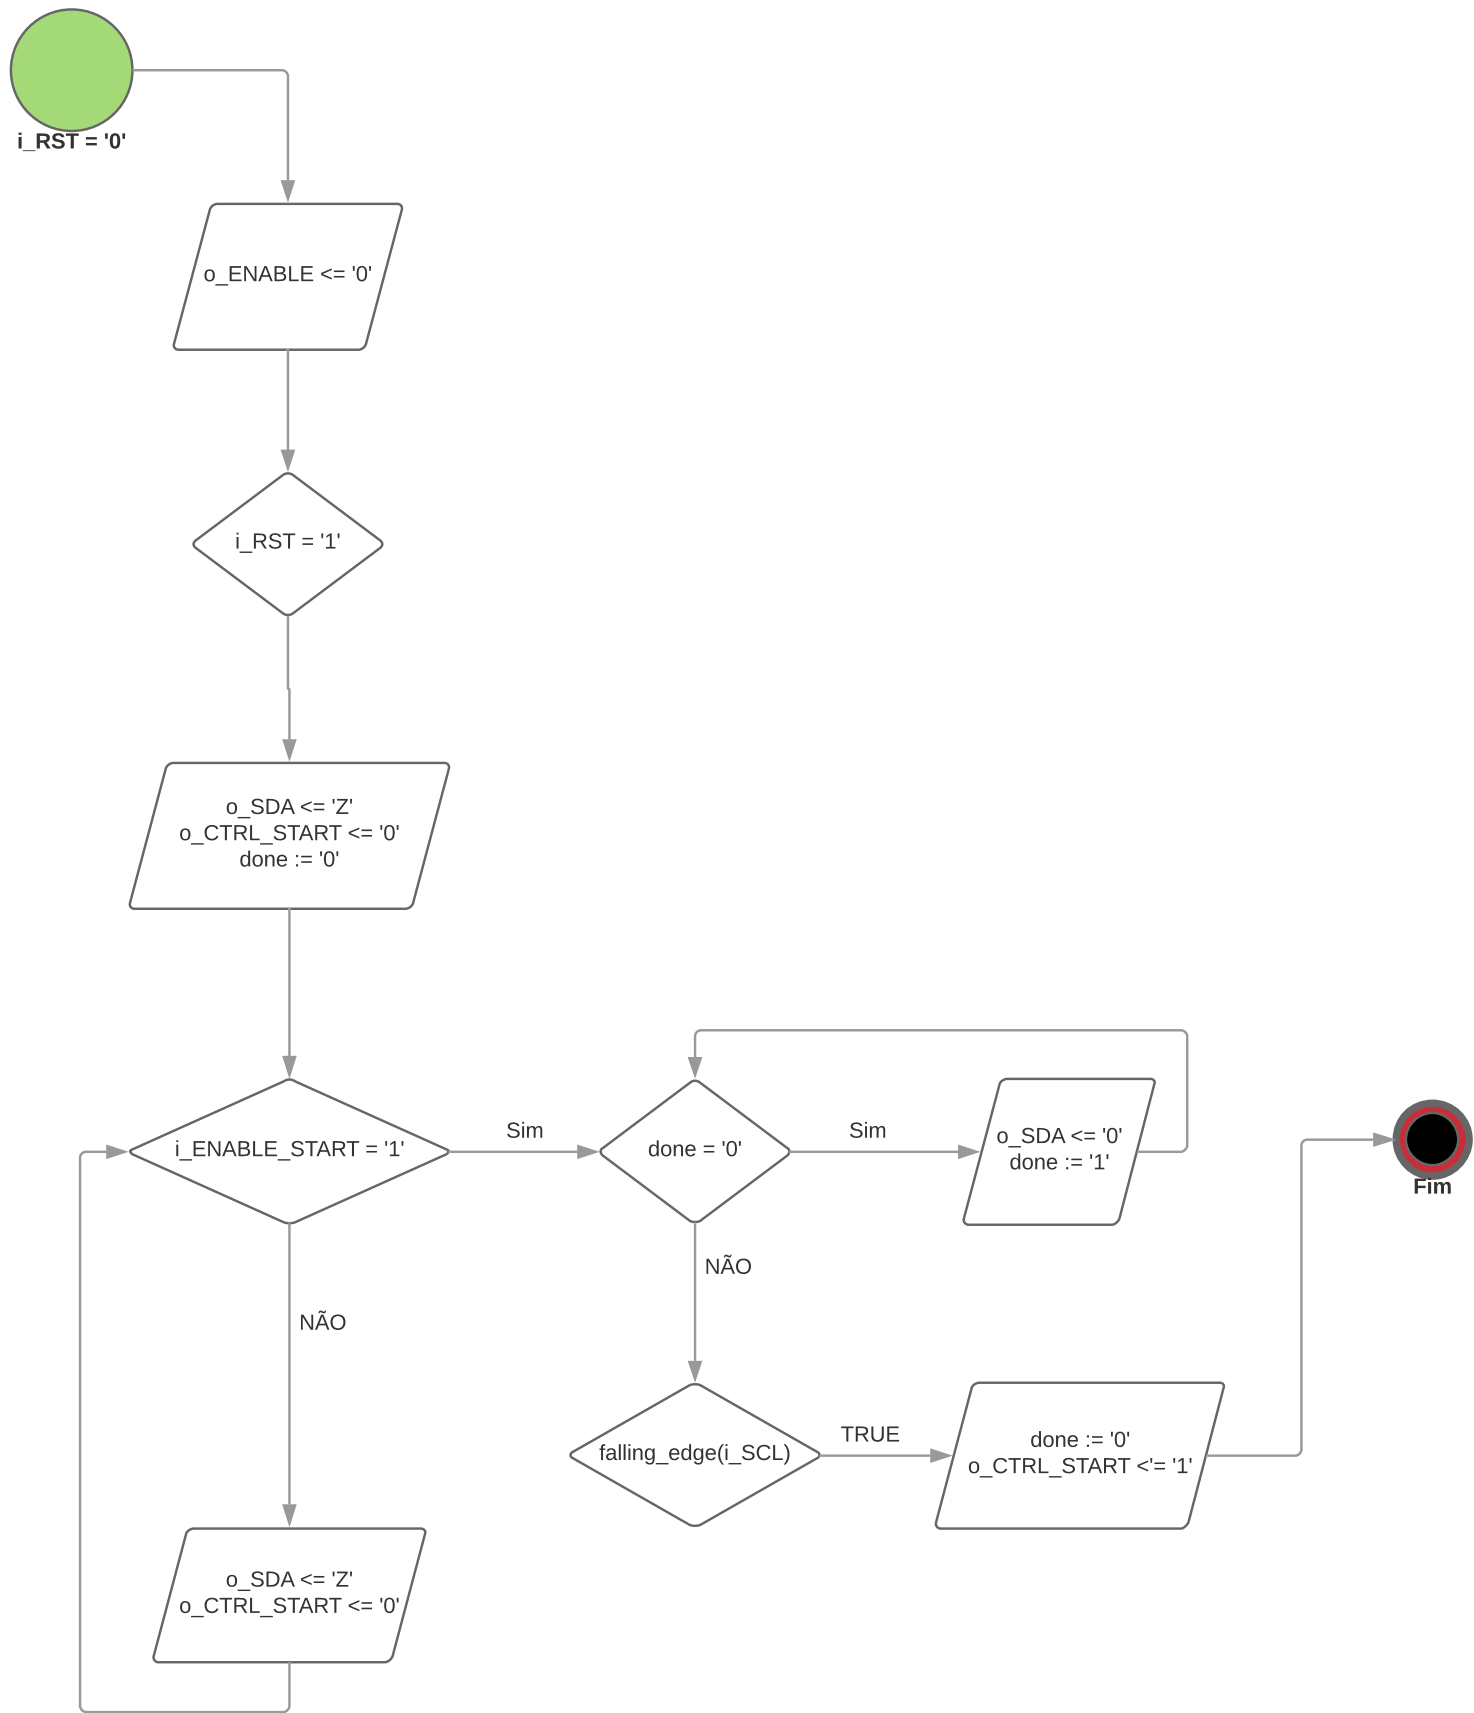 i_RST = '0'
o_ENABLE <= '0'
i_RST = '1'
o_SDA <= 'Z'
o_CTRL_START <= '0'
done := '0'
i_ENABLE_START = '1'
Sim
done = '0'
Sim
o_SDA <= '0'
done := '1'
Fim
NÃO
NÃO
falling_edge(i_SCL)
TRUE
done := '0'
o_CTRL_START <'= '1'
o_SDA <= 'Z'
o_CTRL_START <= '0'